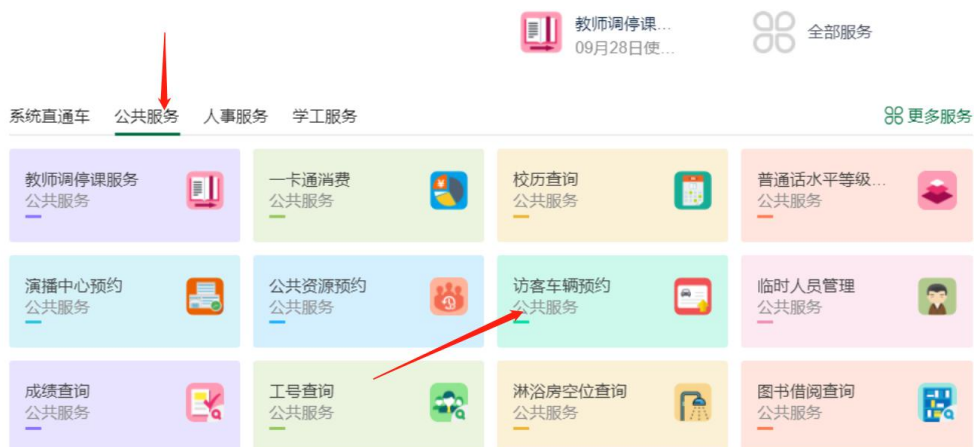 教师调停课...
09月28日使...
全部服务
系统直通车 公共服务 人事服务 学工服务 更多服务
教师调停课服务
公共服务
一卡通消费
公共服务
校历查询
公共服务
普通话水平等级...
公共服务
演播中心预约
公共服务
公共资源预约
公共服务
访客车辆预约
公共服务
临时人员管理
公共服务
成绩查询
公共服务
工号查询
公共服务
淋浴房空位查询
公共服务
图书借阅查询
公共服务